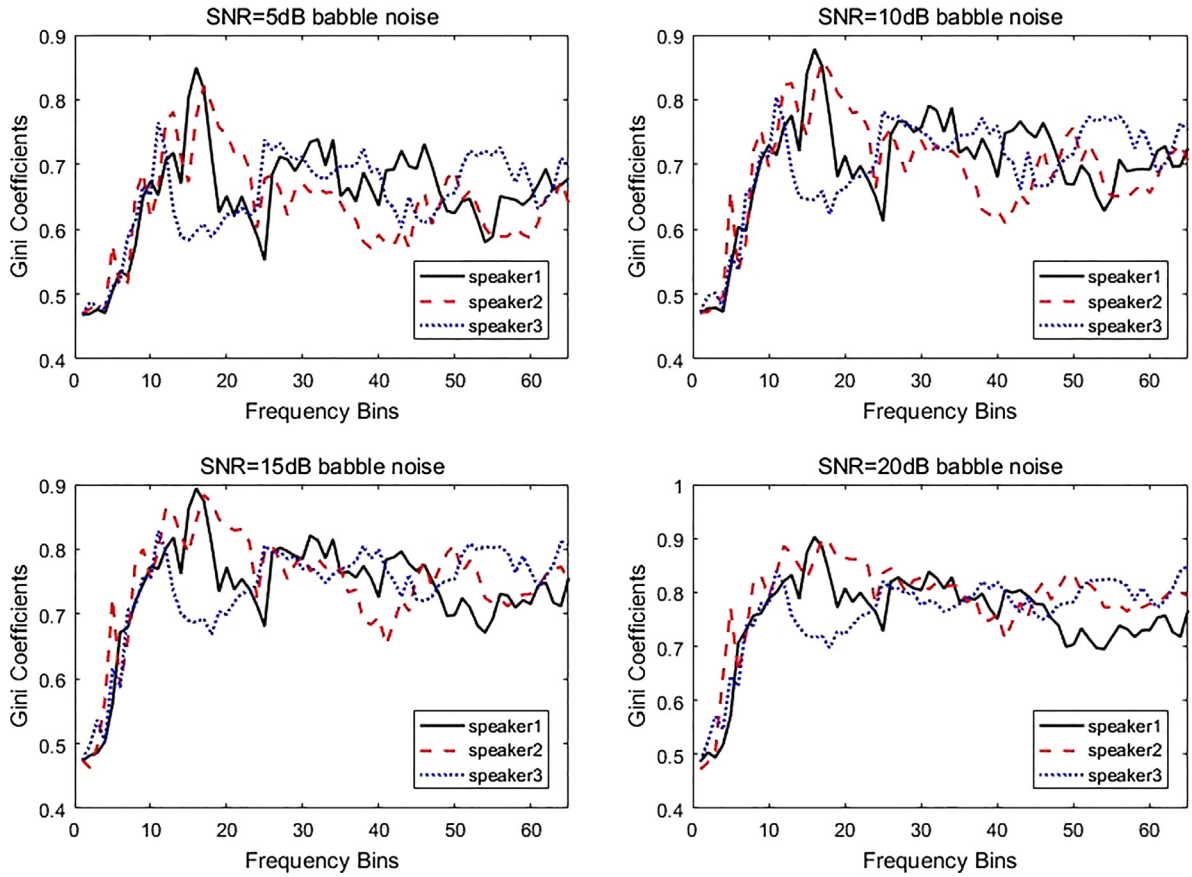 SNR=5dB babble noise
0.9
0.8
0.7
0.6
0.5
0.4
Gini Coefficients
speaker1
speaker2
speaker3
0 10 20 30 40 50 60
Frequency Bins
SNR=10dB babble noise
0.9
0.8
0.7
0.6
0.5
0.4
Gini Coefficients
speaker1
speaker2
speaker3
0 10 20 30 40 50 60
Frequency Bins
SNR=15dB babble noise
0.9
0.8
0.7
0.6
0.5
0.4
Gini Coefficients
speaker1
speaker2
speaker3
0 10 20 30 40 50 60
Frequency Bins
SNR=20dB babble noise
1
0.9
0.8
0.7
0.6
0.5
0.4
Gini Coefficients
speaker1
speaker2
speaker3
0 10 20 30 40 50 60
Frequency Bins